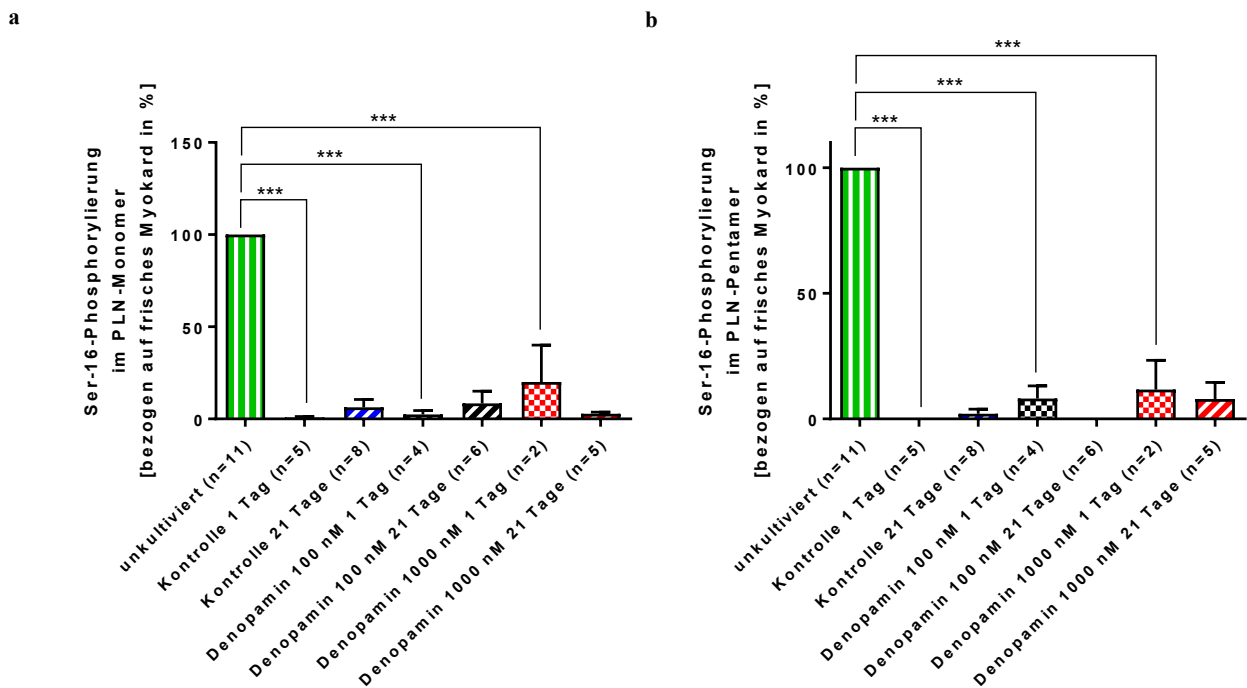 a
Ser-16-Phosphorylierung
im PLN-Monomer
[bezogen auf frisches Myokard in %]
150
100
50
0
***
***
***
unkultiviert (n=11)
Kontrolle 1 Tag (n=5)
Kontrolle 21 Tage (n=8)
Denopamin 100 nM 1 Tag (n=4)
Denopamin 100 nM 21 Tage (n=6)
Denopamin 1000 nM 1 Tag (n=2)
Denopamin 1000 nM 21 Tage (n=5)
b
Ser-16-Phosphorylierung
im PLN-Pentamer
[bezogen auf frisches Myokard in %]
100
50
0
***
***
***
unkultiviert (n=11)
Kontrolle 1 Tag (n=5)
Kontrolle 21 Tage (n=8)
Denopamin 100 nM 1 Tag (n=4)
Denopamin 100 nM 21 Tage (n=6)
Denopamin 1000 nM 1 Tag (n=2)
Denopamin 1000 nM 21 Tage (n=5)